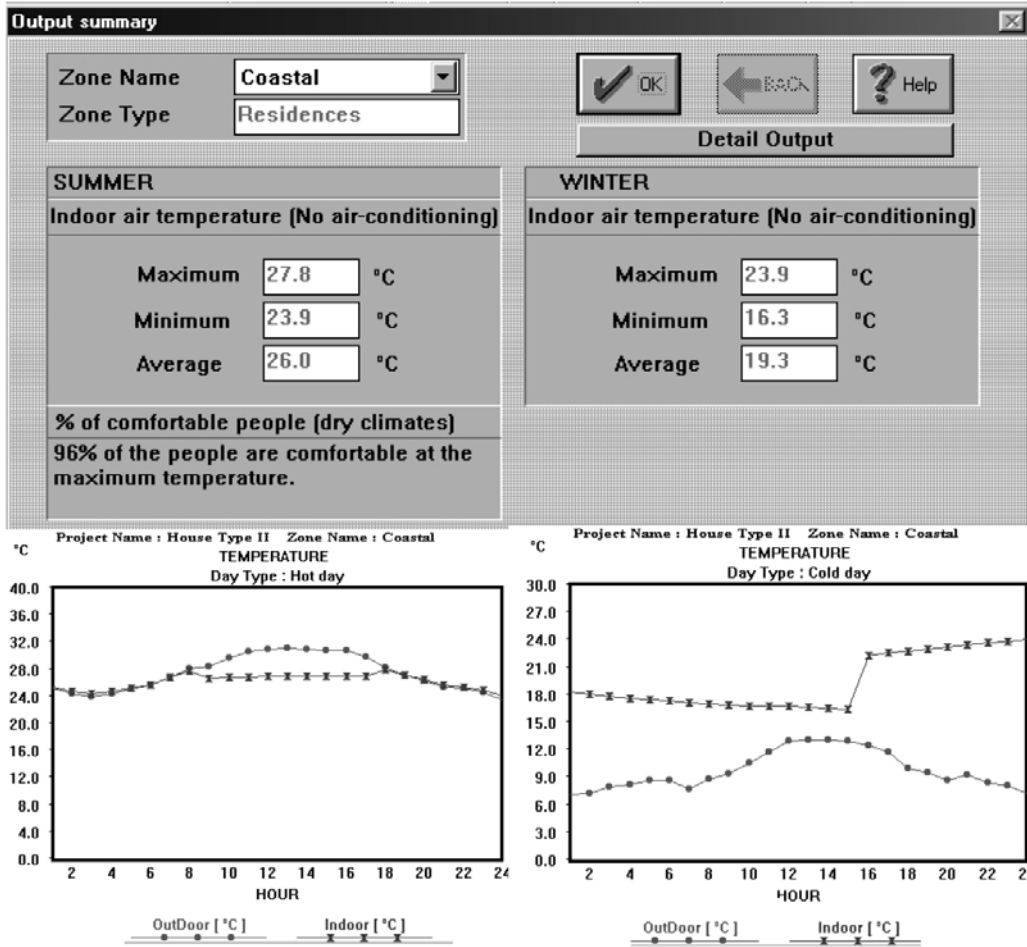 Output summary
Zone Name Coastal
Zone Type Residences
OK BACK Help
Detail Output
SUMMER
Indoor air temperature (No air-conditioning)
Maximum 27.8 °C
Minimum 23.9 °C
Average 26.0 °C
% of comfortable people (dry climates)
96% of the people are comfortable at the
maximum temperature.
WINTER
Indoor air temperature (No air-conditioning)
Maximum 23.9 °C
Minimum 16.3 °C
Average 19.3 °C
Project Name : House Type II Zone Name : Coastal
°C
TEMPERATURE
Day Type : Hot day
40.0
36.0
32.0
28.0
24.0
20.0
16.0
12.0
8.0
4.0
0.0
2 4 6 8 10 12 14 16 18 20 22 24
HOUR
OutDoor [ °C ] Indoor [ °C ]
Project Name : House Type II Zone Name : Coastal
°C
TEMPERATURE
Day Type : Cold day
30.0
27.0
24.0
21.0
18.0
15.0
12.0
9.0
6.0
3.0
0.0
2 4 6 8 10 12 14 16 18 20 22 2
HOUR
OutDoor [ °C ] Indoor [ °C ]